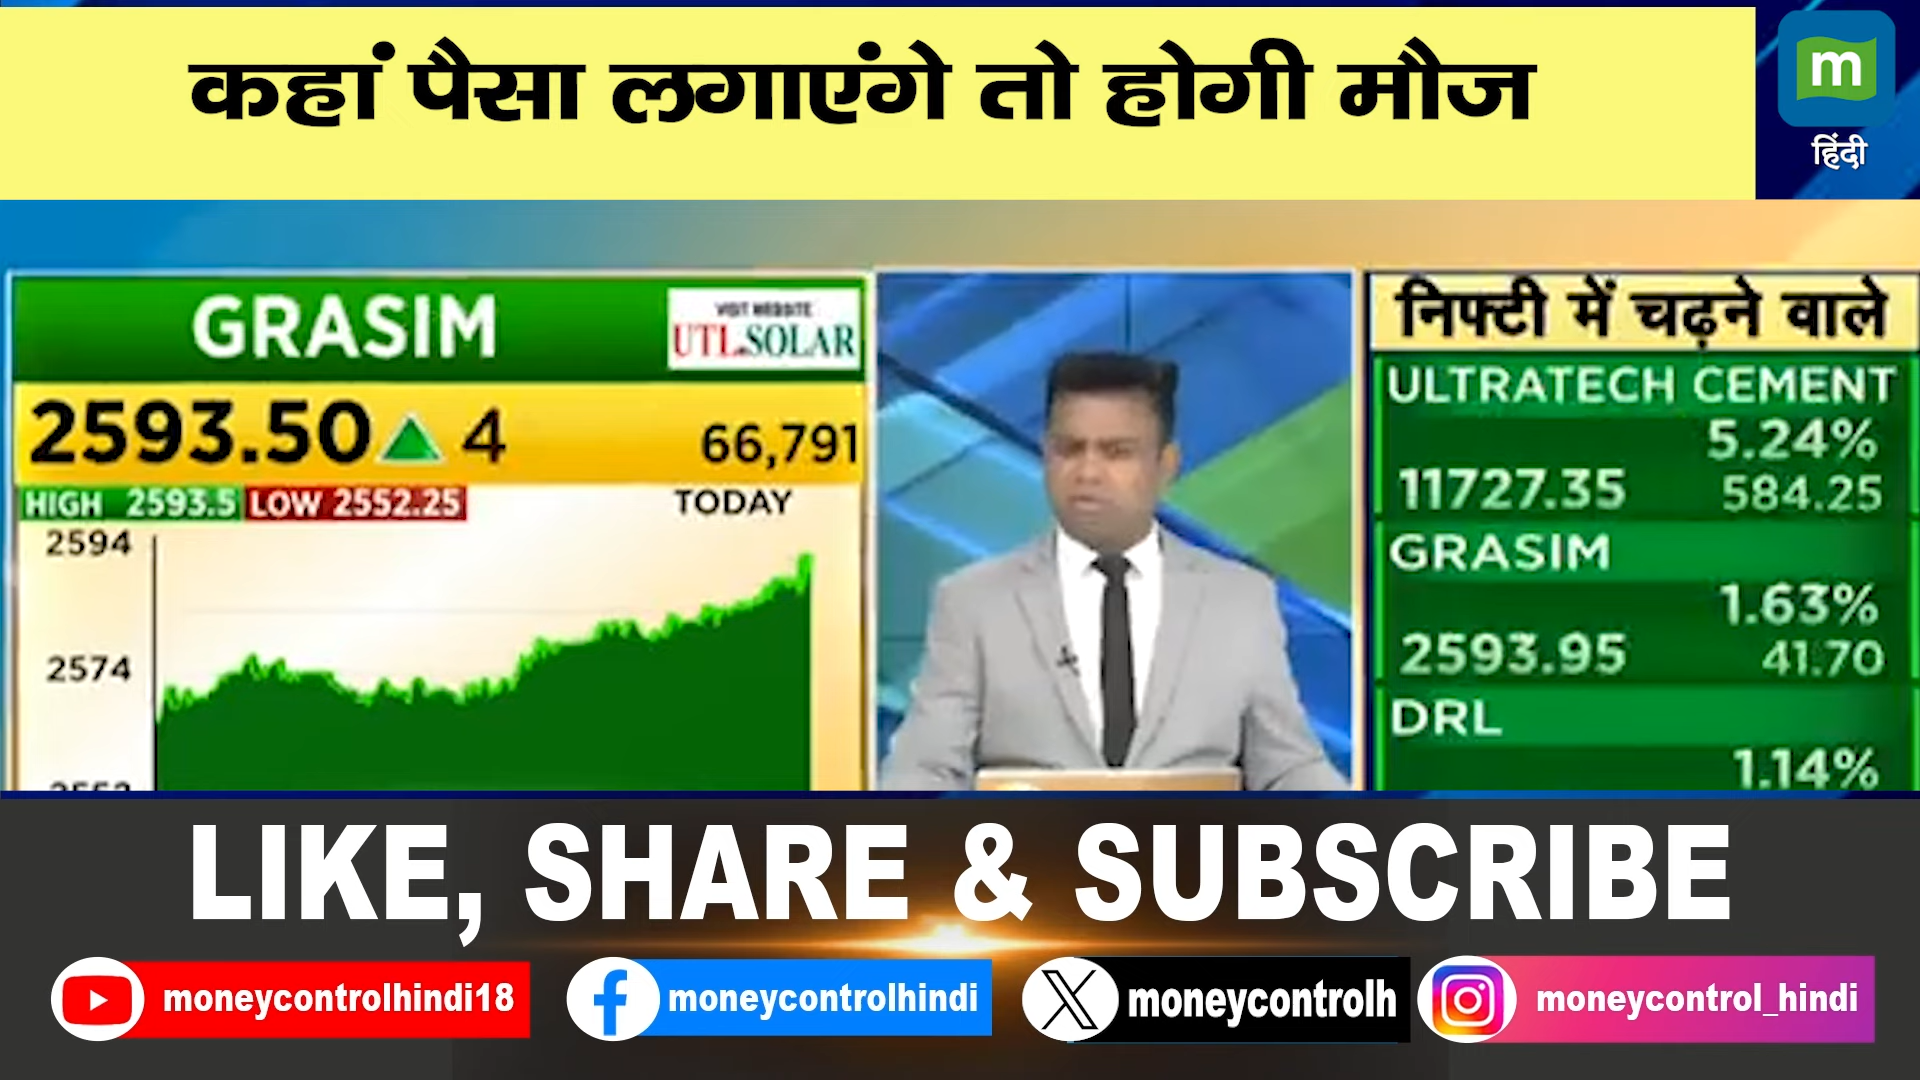 कहां पैसा लगाएंगे तो होगी मौज
m
हिंदी
GRASIM
VISIT WEBSITE
UTL SOLAR
2593.50 ▲ 4
66,791
HIGH 2593.5 LOW 2552.25
TODAY
2594
2574
निफ्टी में चढ़ने वाले
ULTRATECH CEMENT
5.24%
11727.35 584.25
GRASIM
1.63%
2593.95 41.70
DRL
1.14%
LIKE, SHARE & SUBSCRIBE
moneycontrolhindi18
moneycontrolhindi
moneycontrolh
moneycontrol_hindi